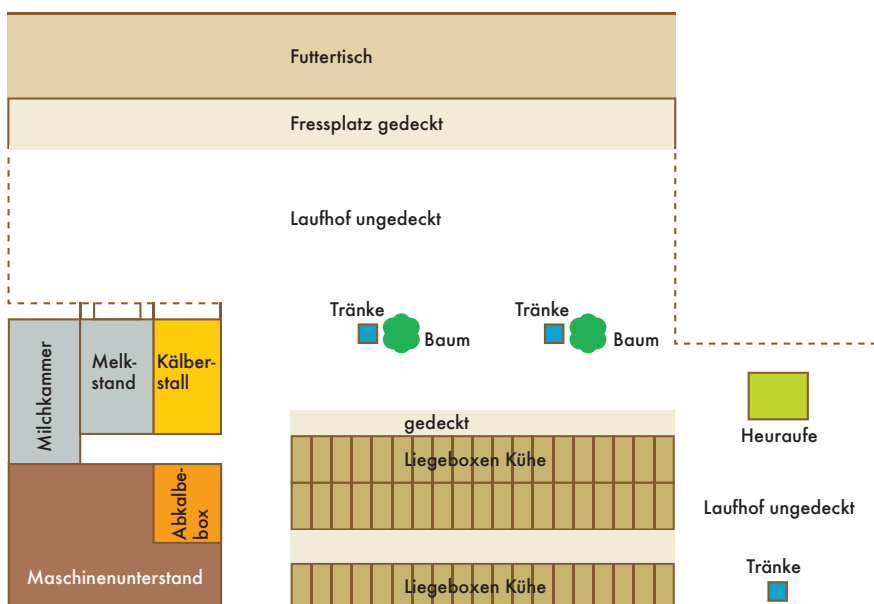 Futtertisch
Fressplatz gedeckt
Laufhof ungedeckt
Tränke
Baum
Tränke
Baum
Milchkammer
Melk-
stand
Kälber-
stall
gedeckt
Liegeboxen Kühe
Heuraufe
Abkalbe-
box
Laufhof ungedeckt
Maschinenunterstand
Liegeboxen Kühe
Tränke